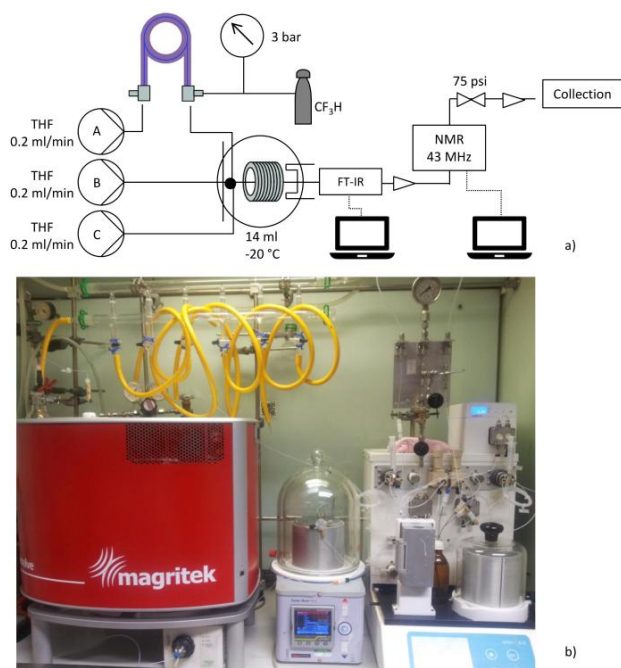 3 bar
CF₃H
75 psi
Collection
THF
0.2 ml/min
A
THF
0.2 ml/min
B
THF
0.2 ml/min
C
FT-IR
NMR
43 MHz
14 ml
-20 °C
a)
magritek
b)